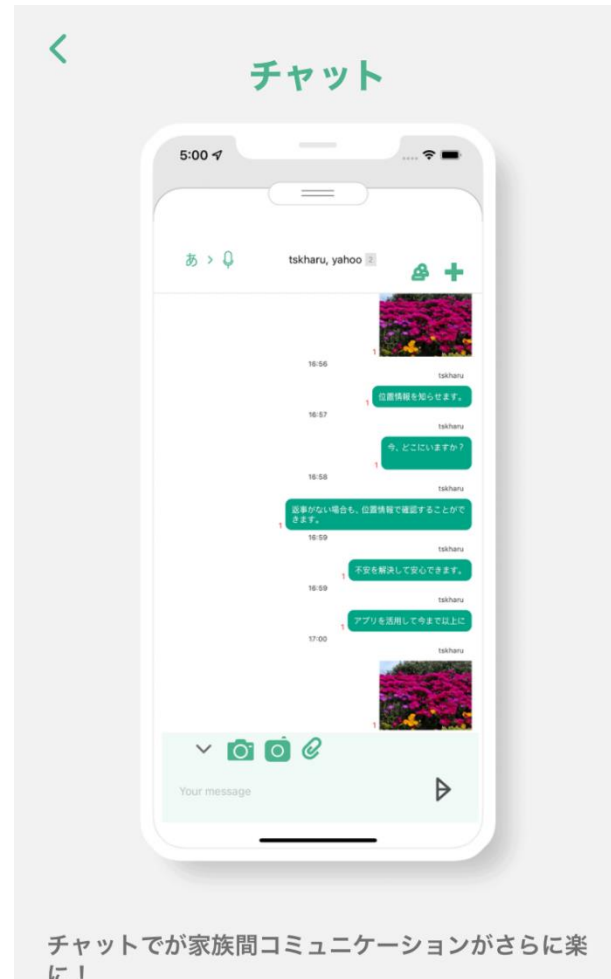 チャット
5:00
あ >
tskharu, yahoo 2
1
16:56
tskharu
位置情報を知らせます。
1
16:57
tskharu
今、どこにいますか?
1
16:58
tskharu
返事がない場合も、位置情報で確認することがで
きます。
1
16:59
tskharu
不安を解決して安心できます。
1
16:59
tskharu
アプリを活用して今まで以上に
1
17:00
tskharu
1
Your message
チャットでが家族間コミュニケーションがさらに楽
に!